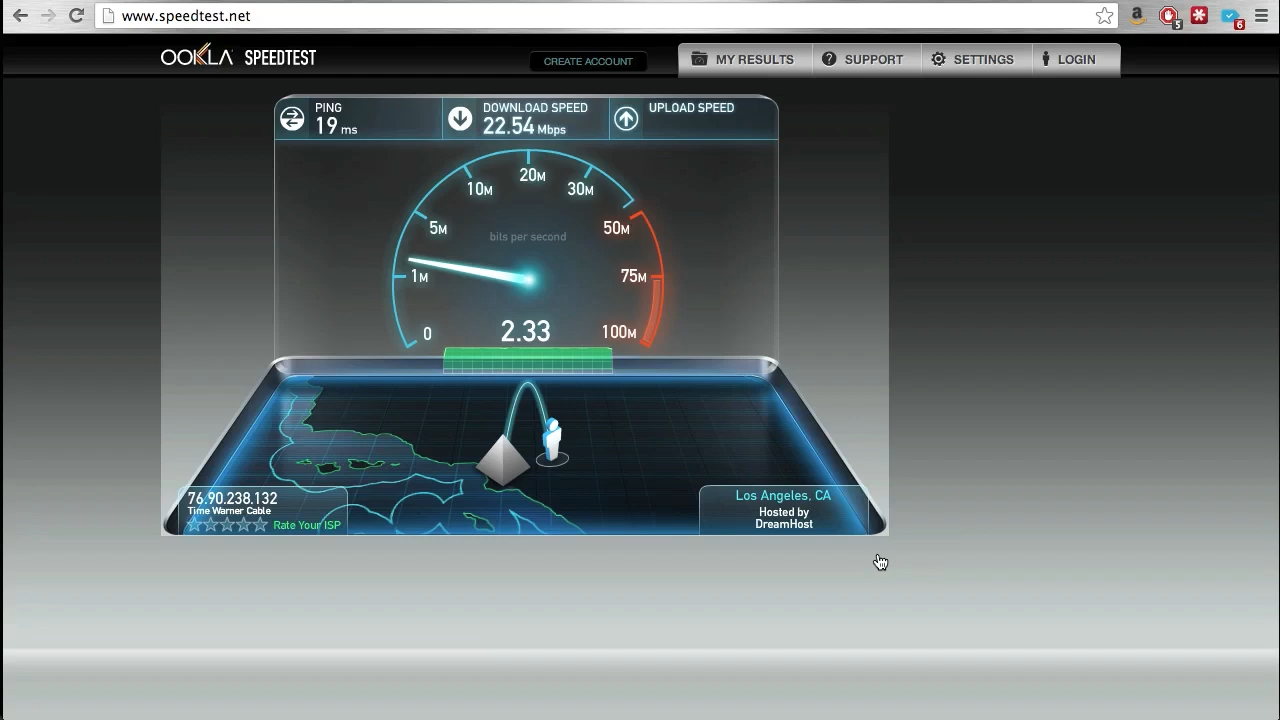 www.speedtest.net
5
6
OOKLA SPEEDTEST
CREATE ACCOUNT
MY RESULTS
SUPPORT
SETTINGS
LOGIN
PING
19 ms
DOWNLOAD SPEED
22.54 Mbps
UPLOAD SPEED
20M
10M
30M
5M
50M
bits per second
1M
75M
0
2.33
100M
76.90.238.132
Time Warner Cable
Rate Your ISP
Los Angeles, CA
Hosted by
DreamHost